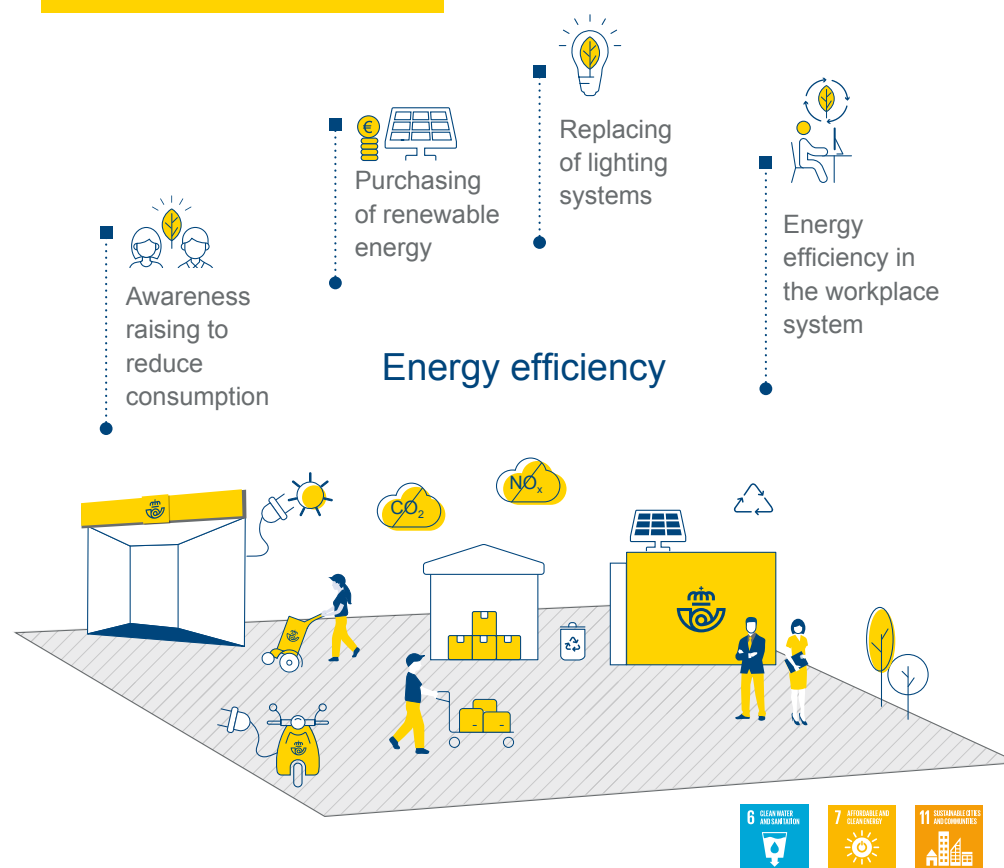 Replacing
of lighting
systems
€
Purchasing
of renewable
energy
Energy
efficiency in
the workplace
system
Awareness
raising to
reduce
consumption
Energy efficiency
CO₂
NOₓ
6 CLEAN WATER
AND SANITATION
7 AFFORDABLE AND
CLEAN ENERGY
11 SUSTAINABLE CITIES
AND COMMUNITIES